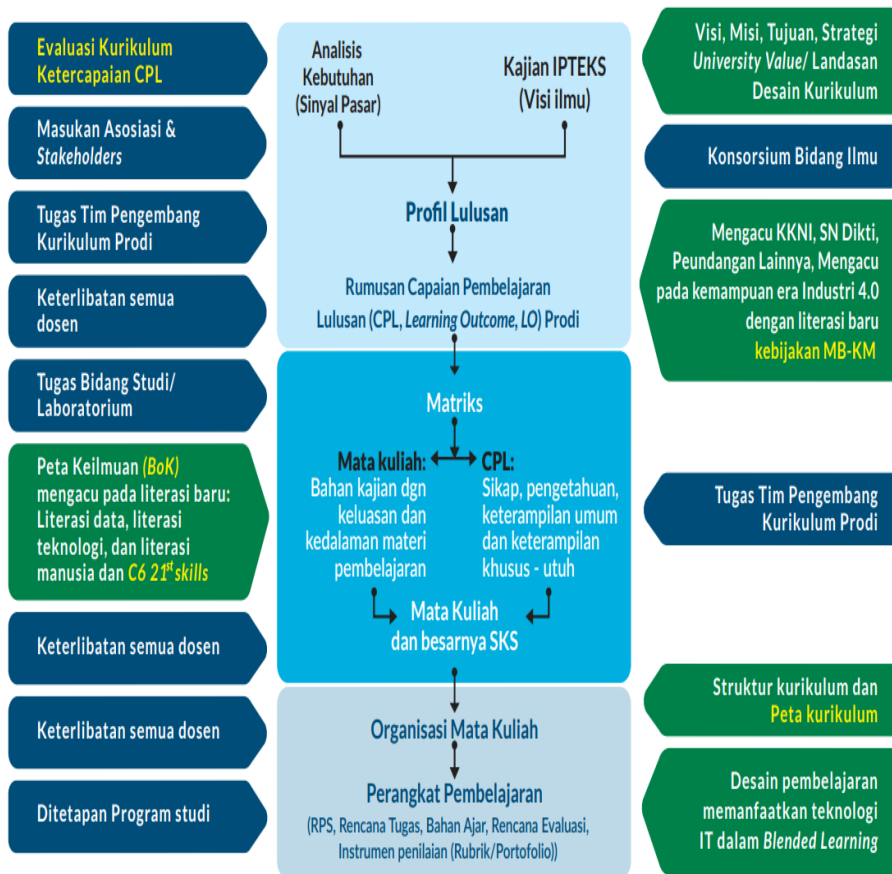 Evaluasi Kurikulum
Ketercapaian CPL
Masukan Asosiasi &
Stakeholders
Tugas Tim Pengembang
Kurikulum Prodi
Keterlibatan semua
dosen
Tugas Bidang Studi/
Laboratorium
Peta Keilmuan (BoK)
mengacu pada literasi baru:
Literasi data, literasi
teknologi, dan literasi
manusia dan C6 21st skills
Keterlibatan semua dosen
Keterlibatan semua dosen
Ditetapan Program studi
Analisis
Kebutuhan
(Sinyal Pasar)
Kajian IPTEKS
(Visi ilmu)
Profil Lulusan
Rumusan Capaian Pembelajaran
Lulusan (CPL, Learning Outcome, LO) Prodi
Matriks
Mata kuliah:
Bahan kajian dgn
keluasan dan
kedalaman materi
pembelajaran
CPL:
Sikap, pengetahuan,
keterampilan umum
dan keterampilan
khusus - utuh
Mata Kuliah
dan besarnya SKS
Organisasi Mata Kuliah
Perangkat Pembelajaran
(RPS, Rencana Tugas, Bahan Ajar, Rencana Evaluasi,
Instrumen penilaian (Rubrik/Portofolio))
Visi, Misi, Tujuan, Strategi
University Value/ Landasan
Desain Kurikulum
Konsorsium Bidang Ilmu
Mengacu KKNI, SN Dikti,
Peundangan Lainnya, Mengacu
pada kemampuan era Industri 4.0
dengan literasi baru
kebijakan MB-KM
Tugas Tim Pengembang
Kurikulum Prodi
Struktur kurikulum dan
Peta kurikulum
Desain pembelajaran
memanfaatkan teknologi
IT dalam Blended Learning